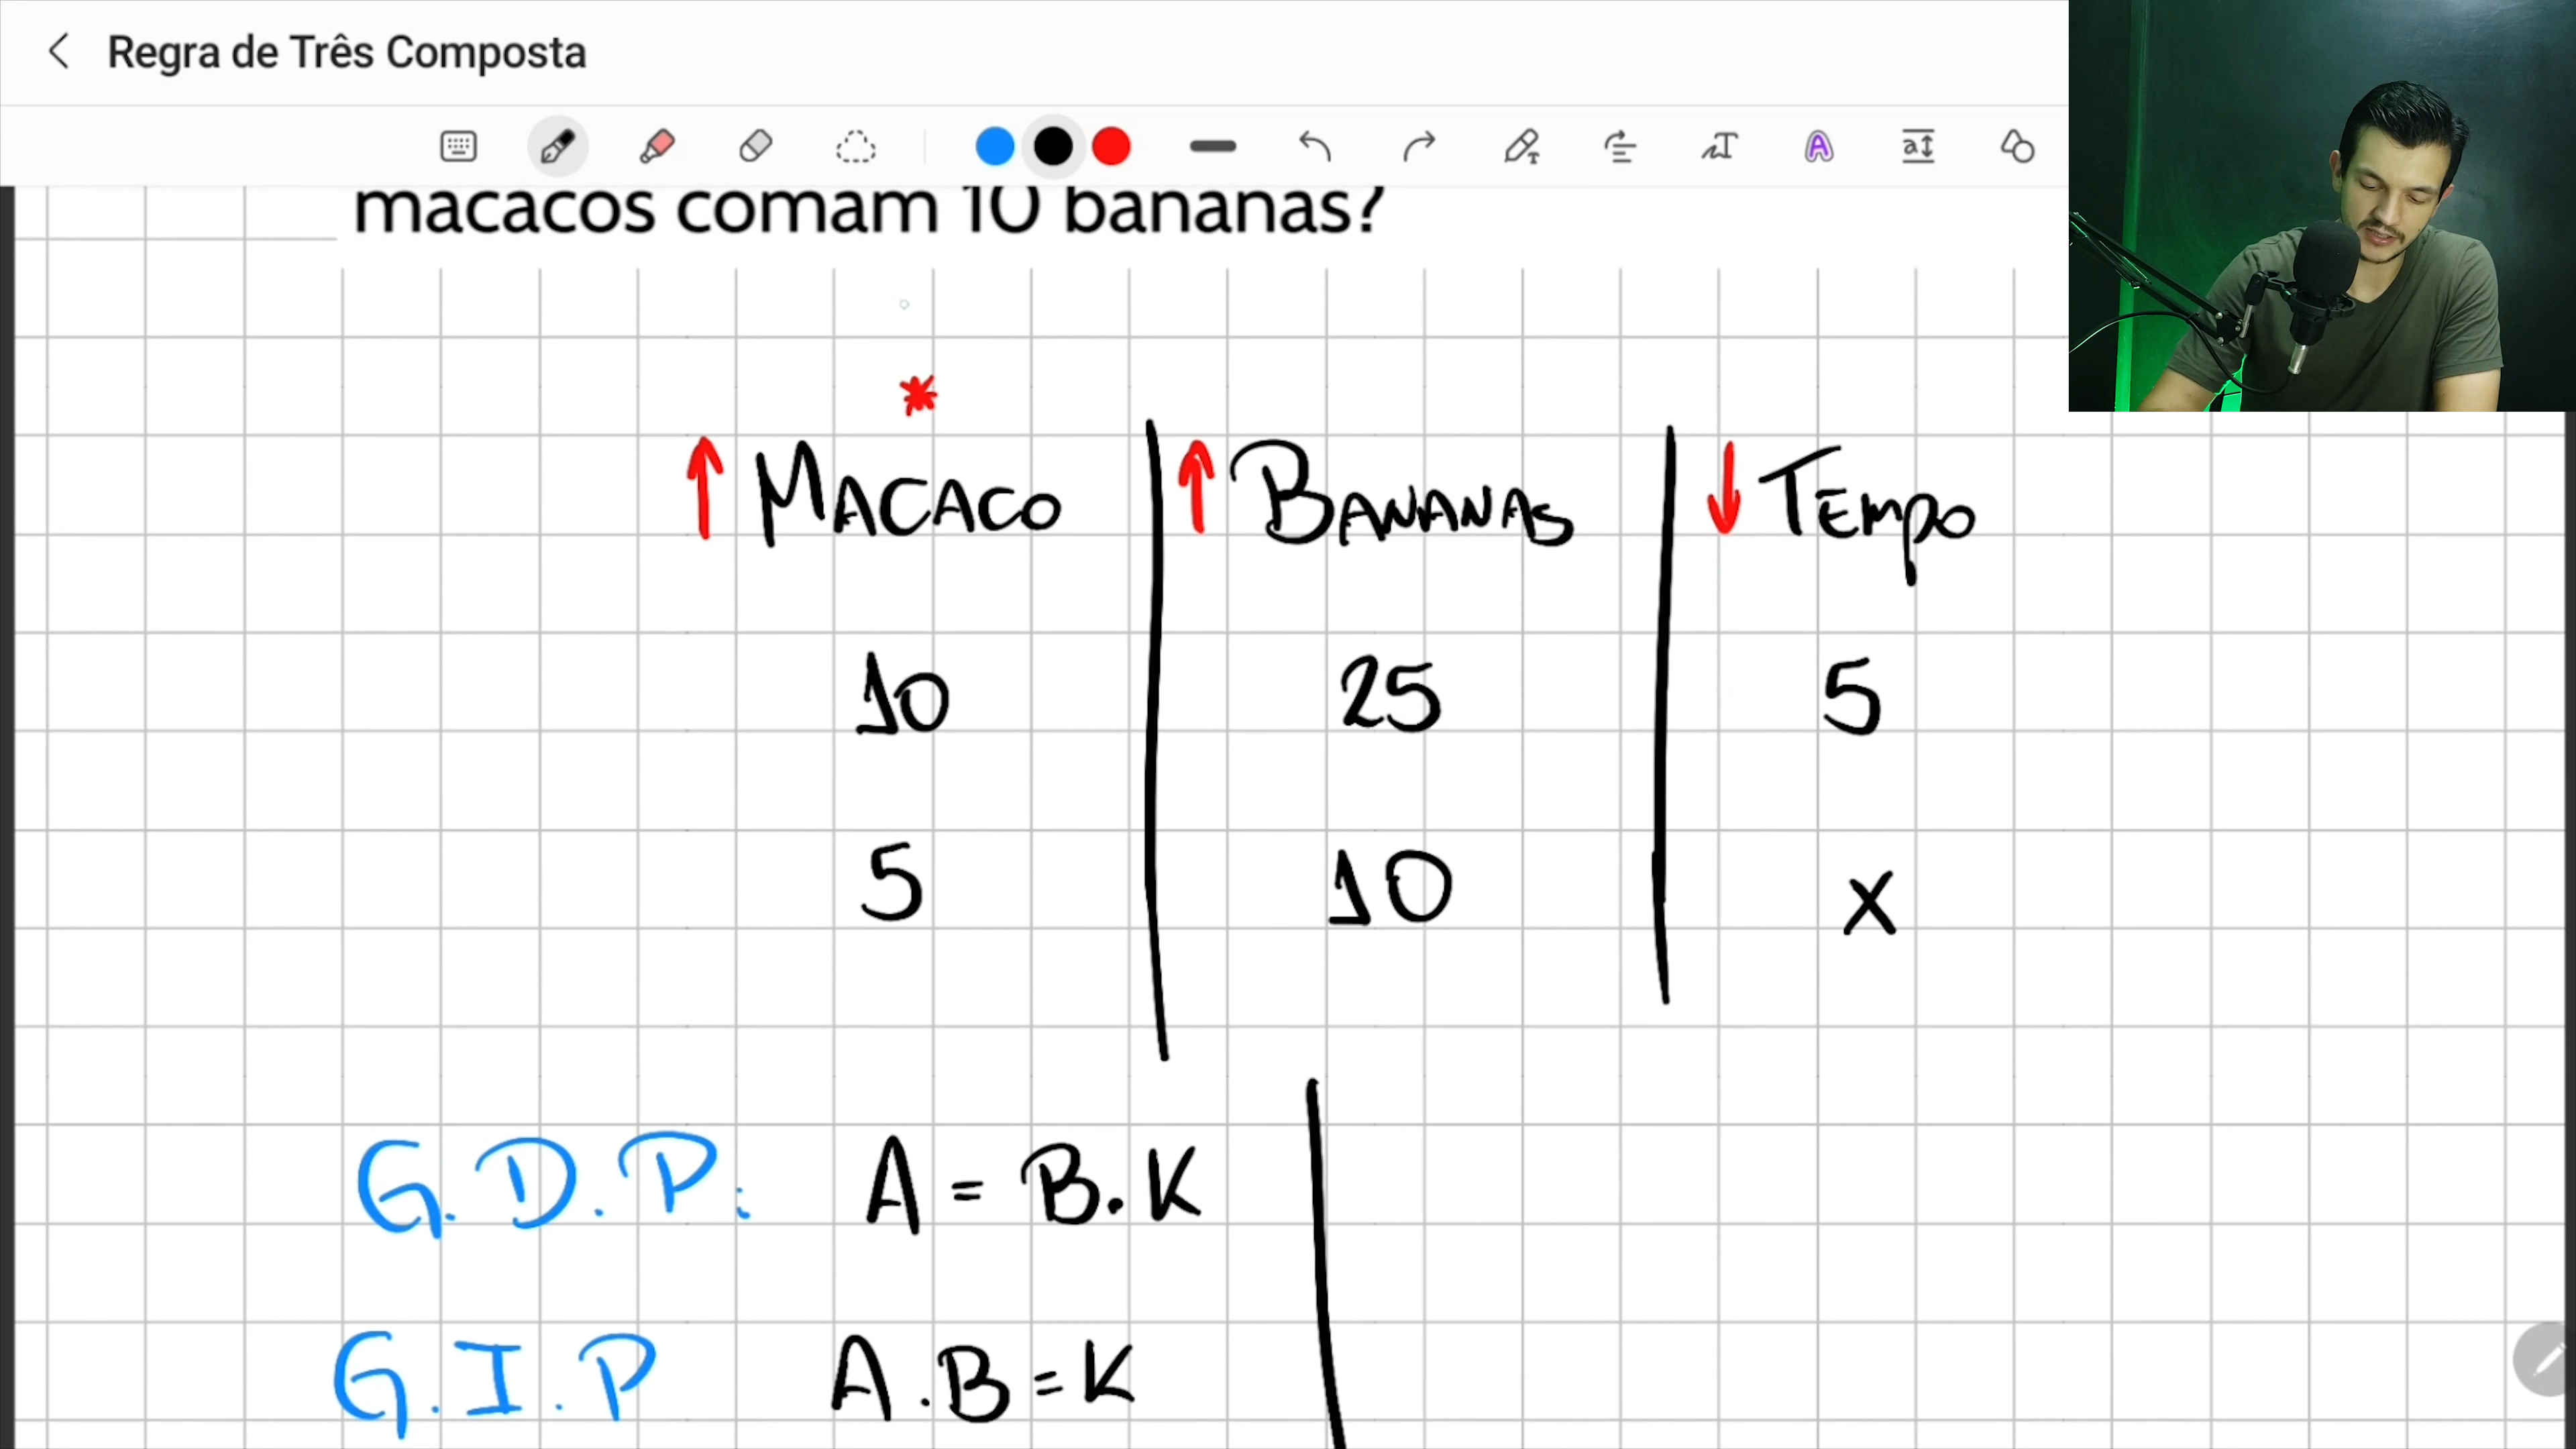 Regra de Três Composta
macacos comam 10 bananas?
*
↑ MACACO ↑ BANANAS ↓ TEMPO
10 25 5
5 10 x
G.D.P: A = B.K
G.I.P A.B=K